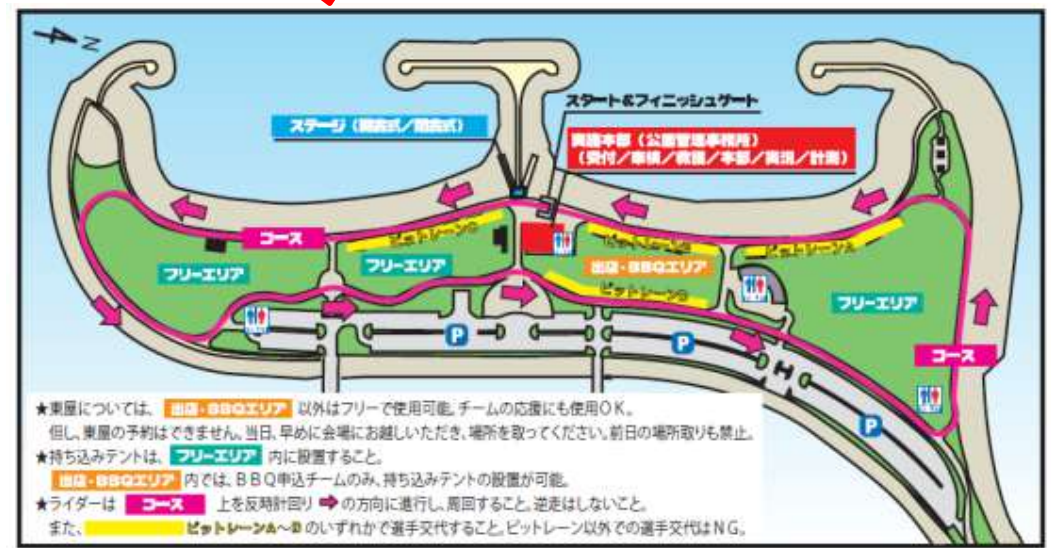 N
スタート&フィニッシュゲート
ステージ（開会式／閉会式）
実施本部（公園管理事務所）
（受付／車検／救護／本部／実況／計測）
コース
ピットレーンC
ピットレーンB
ピットレーンA
フリーエリア
フリーエリア
出店・BBQエリア
ピットレーンD
フリーエリア
コース
P
P
P
★東屋については、 出店・BBQエリア 以外はフリーで使用可能。チームの応援にも使用OK。
但し、東屋の予約はできません。当日、早めに会場にお越しいただき、場所を取ってください。前日の場所取りも禁止。
★持ち込みテントは、 フリーエリア 内に設置すること。
出店・BBQエリア 内では、BBQ申込チームのみ、持ち込みテントの設置が可能。
★ライダーは コース 上を反時計回り ➡ の方向に進行し、周回すること。逆走はしないこと。
また、 ピットレーンA～D のいずれかで選手交代すること。ピットレーン以外での選手交代はNG。